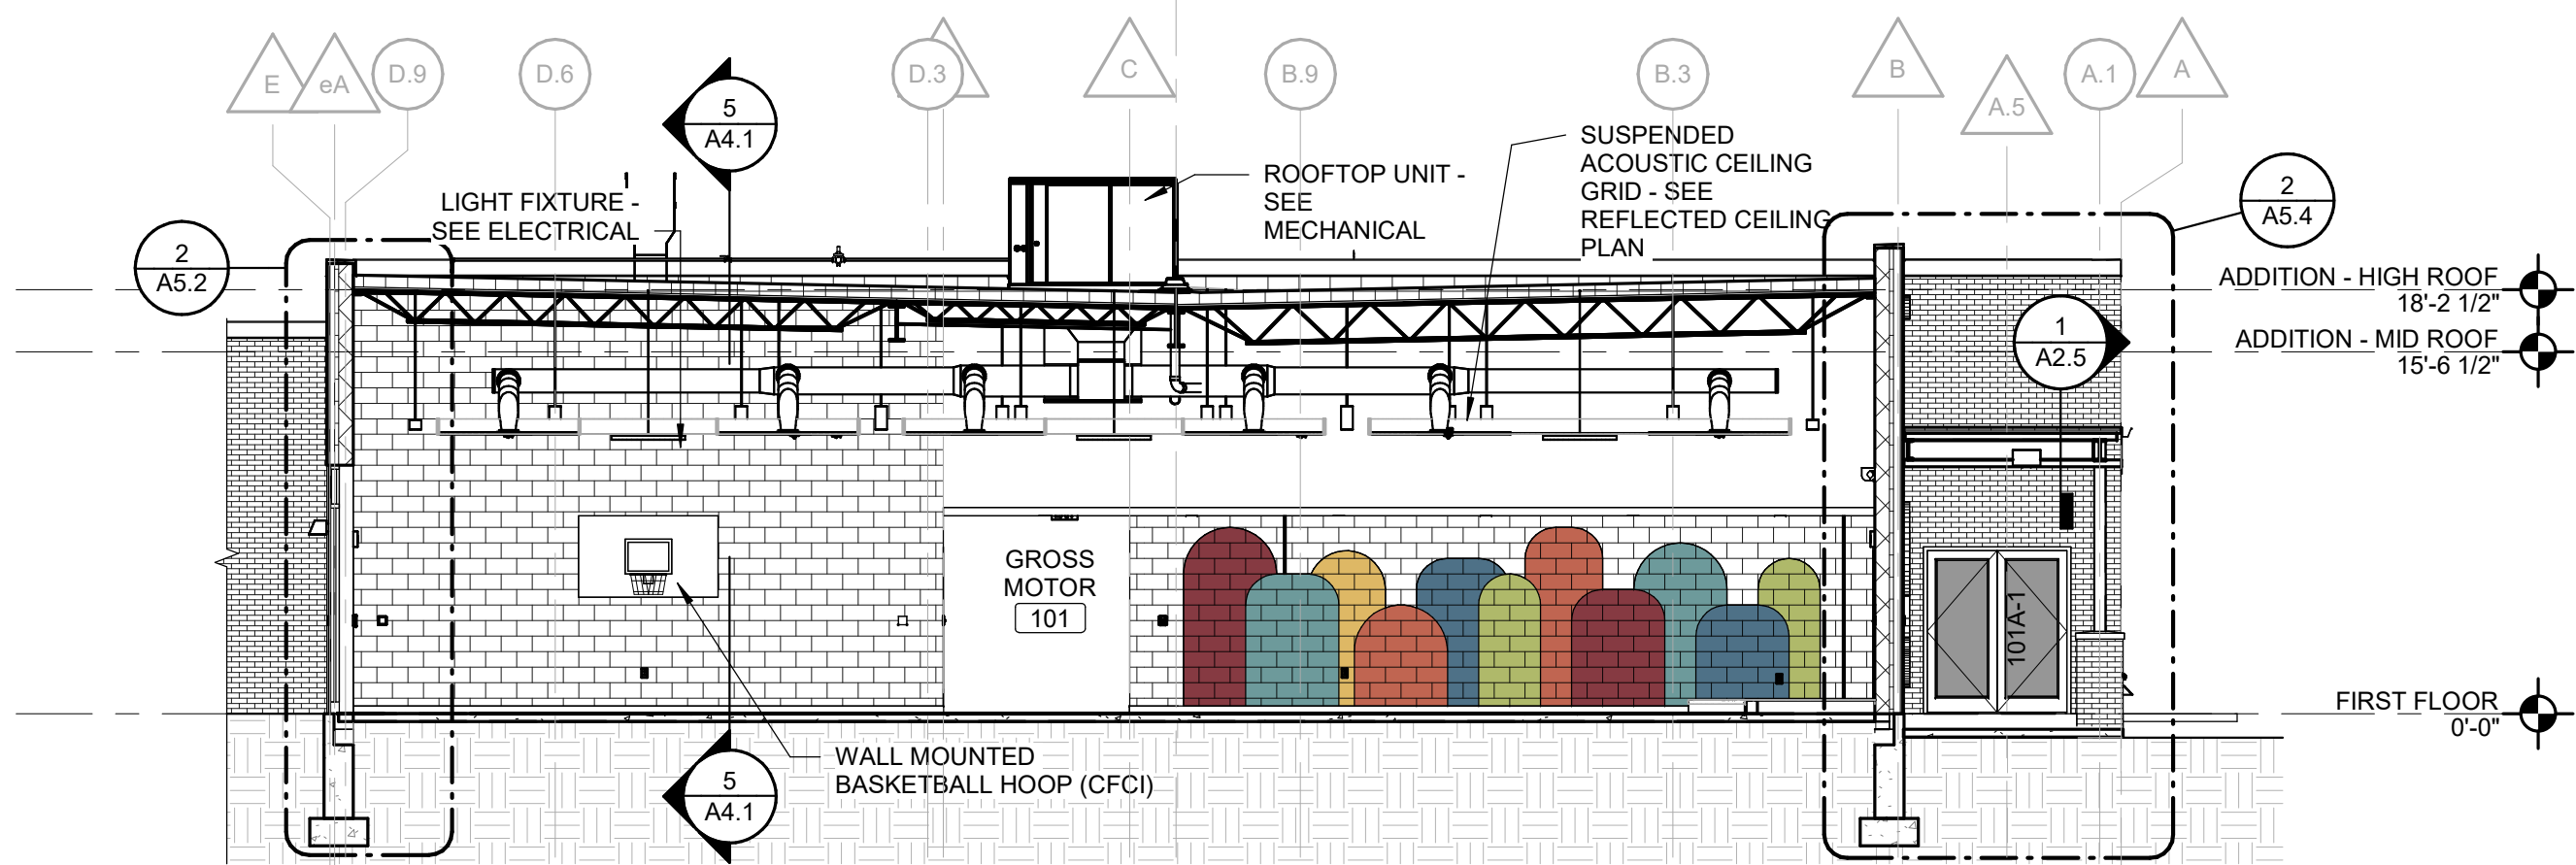 E
eA
D.9
D.6
D.3
C
B.9
B.3
B
A.5
A.1
A
5
A4.1
LIGHT FIXTURE -
SEE ELECTRICAL
ROOFTOP UNIT -
SEE
MECHANICAL
SUSPENDED
ACOUSTIC CEILING
GRID - SEE
REFLECTED CEILING
PLAN
2
A5.4
2
A5.2
ADDITION - HIGH ROOF
18'-2 1/2"
1
A2.5
ADDITION - MID ROOF
15'-6 1/2"
GROSS
MOTOR
101
101A-1
FIRST FLOOR
0'-0"
WALL MOUNTED
BASKETBALL HOOP (CFCI)
5
A4.1